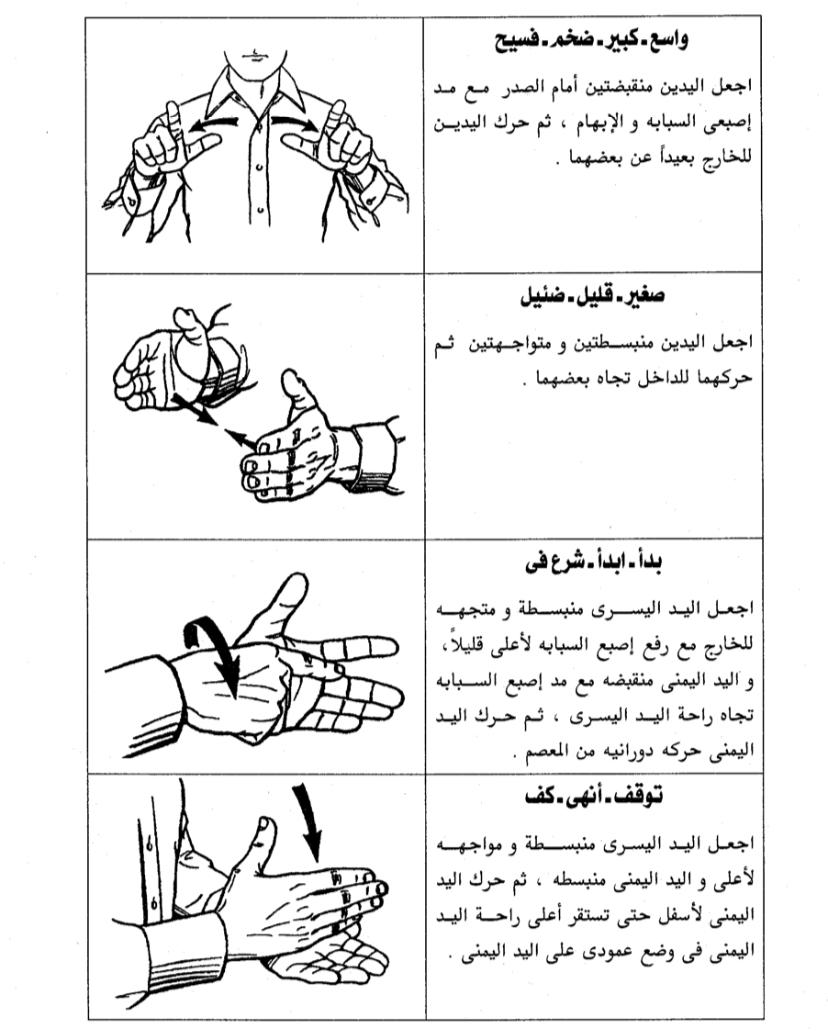 واسع ـ كبير ـ ضخم ـ فسيح
اجعل اليدين منقبضتين أمام الصدر مع مد
إصبعى السبابه و الإبهام ، ثم حرك اليدين
للخارج بعيداً عن بعضهما .
صغير ـ قليل ـ ضئيل
اجعل اليدين منبسطتين و متواجهتين ثم
حركهما للداخل تجاه بعضهما .
بدأ ـ ابدأ ـ شرع فى
اجعل اليد اليسرى منبسطة و متجهه
للخارج مع رفع إصبع السبابه لأعلى قليلاً،
و اليد اليمنى منقبضه مع مد إصبع السبابه
تجاه راحة اليد اليسرى ، ثم حرك اليد
اليمنى حركه دورانيه من المعصم .
توقف ـ أنهى ـ كف
اجعل اليد اليسرى منبسطة و مواجهه
لأعلى و اليد اليمنى منبسطه ، ثم حرك اليد
اليمنى لأسفل حتى تستقر أعلى راحة اليد
اليمنى فى وضع عمودى على اليد اليمنى .